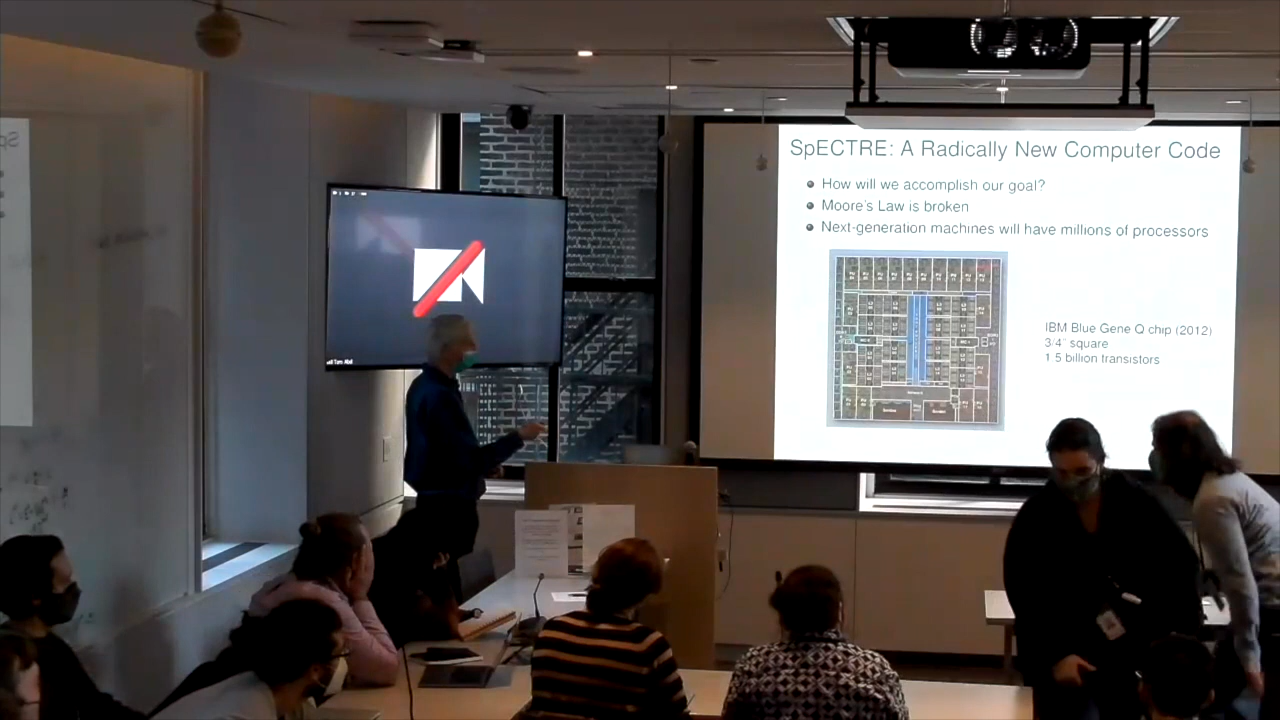 SpECTRE: A Radically New Computer Code
How will we accomplish our goal?
Moore's Law is broken
Next-generation machines will have millions of processors
IBM Blue Gene Q chip (2012)
3/4" square
1.5 billion transistors